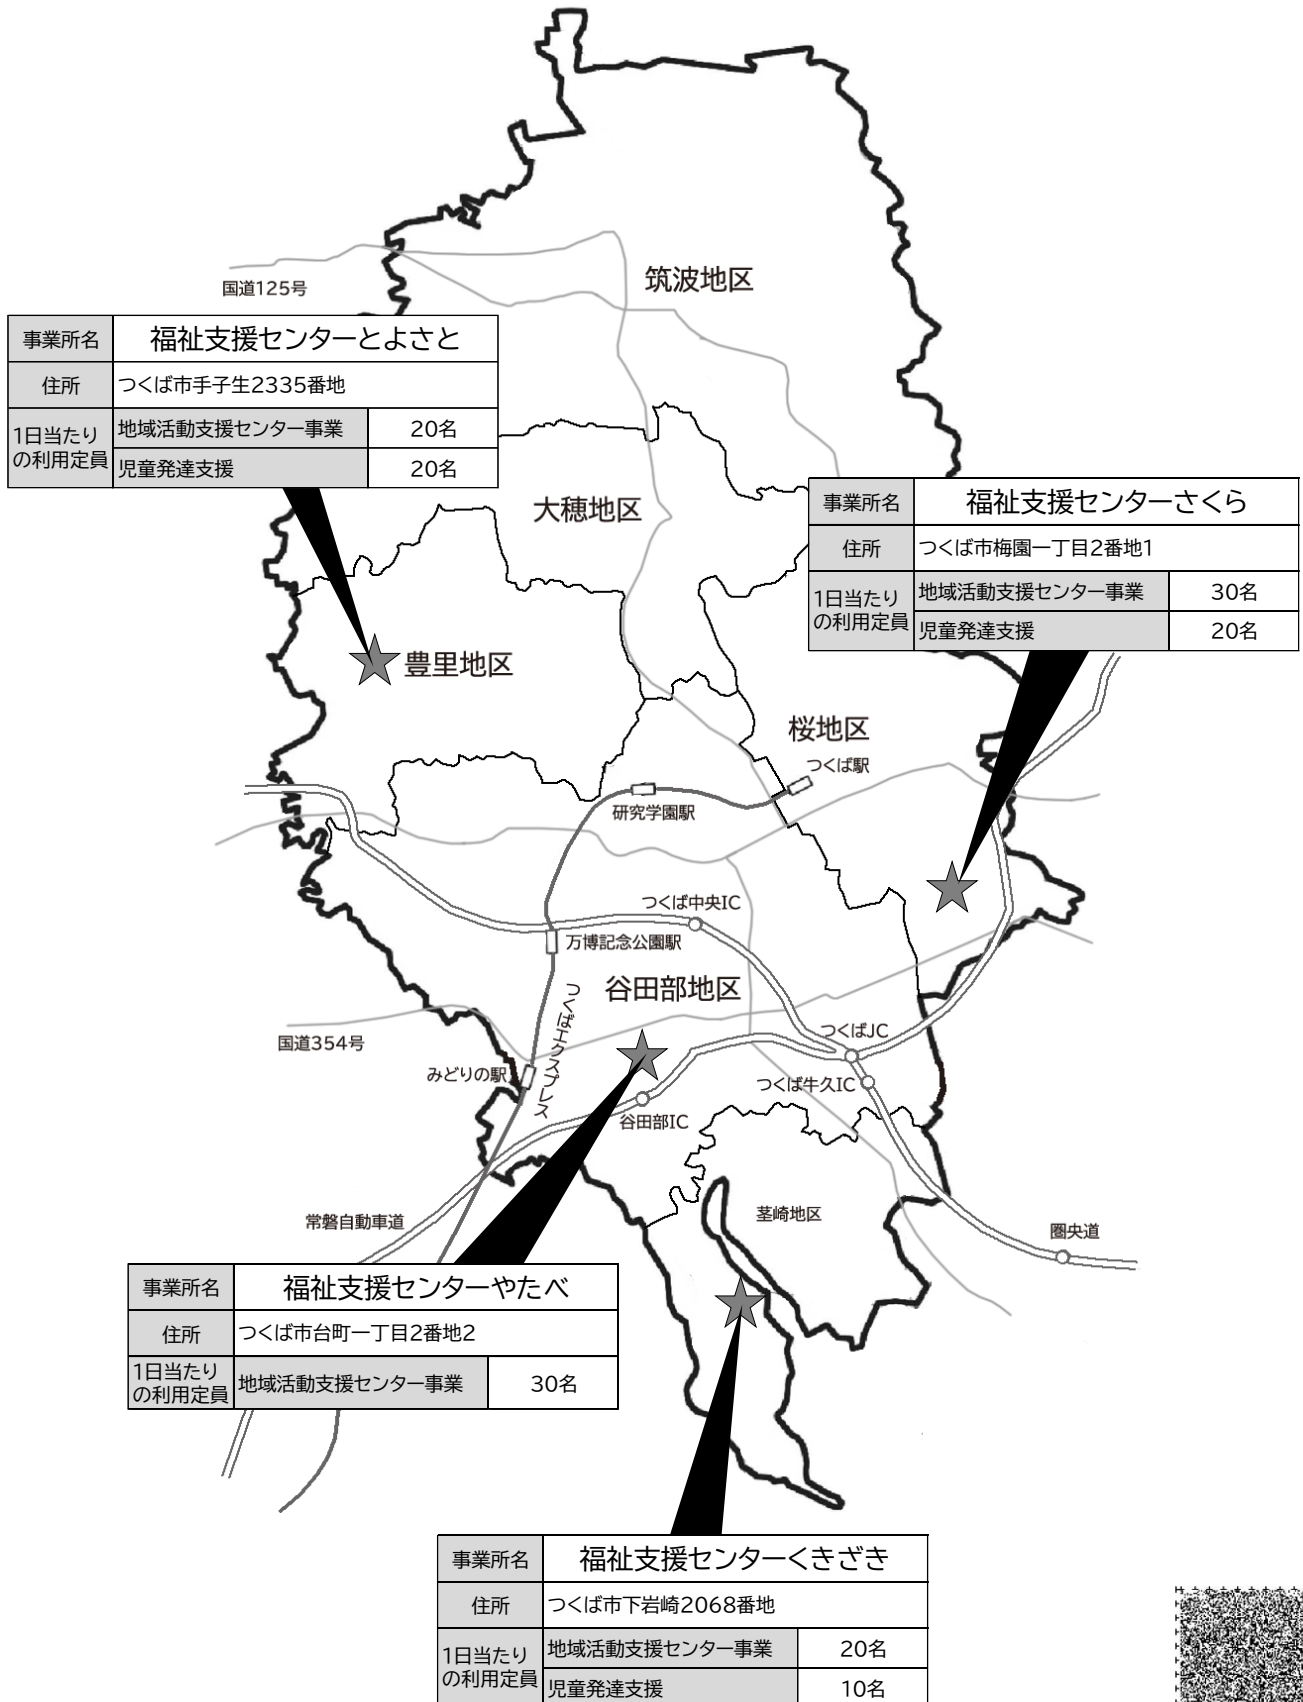 筑波地区
国道125号
事業所名 福祉支援センターとよさと
住所 つくば市手子生2335番地
1日当たり
の利用定員
地域活動支援センター事業 20名
児童発達支援 20名
大穂地区
事業所名 福祉支援センターさくら
住所 つくば市梅園一丁目2番地1
1日当たり
の利用定員
地域活動支援センター事業 30名
児童発達支援 20名
豊里地区
桜地区
つくば駅
研究学園駅
つくば中央IC
万博記念公園駅
谷田部地区
つくばエクスプレス
つくばJC
国道354号
みどりの駅
つくば牛久IC
谷田部IC
茎崎地区
常磐自動車道
圏央道
事業所名 福祉支援センターやたべ
住所 つくば市台町一丁目2番地2
1日当たり
の利用定員
地域活動支援センター事業 30名
事業所名 福祉支援センターくきざき
住所 つくば市下岩崎2068番地
1日当たり
の利用定員
地域活動支援センター事業 20名
児童発達支援 10名